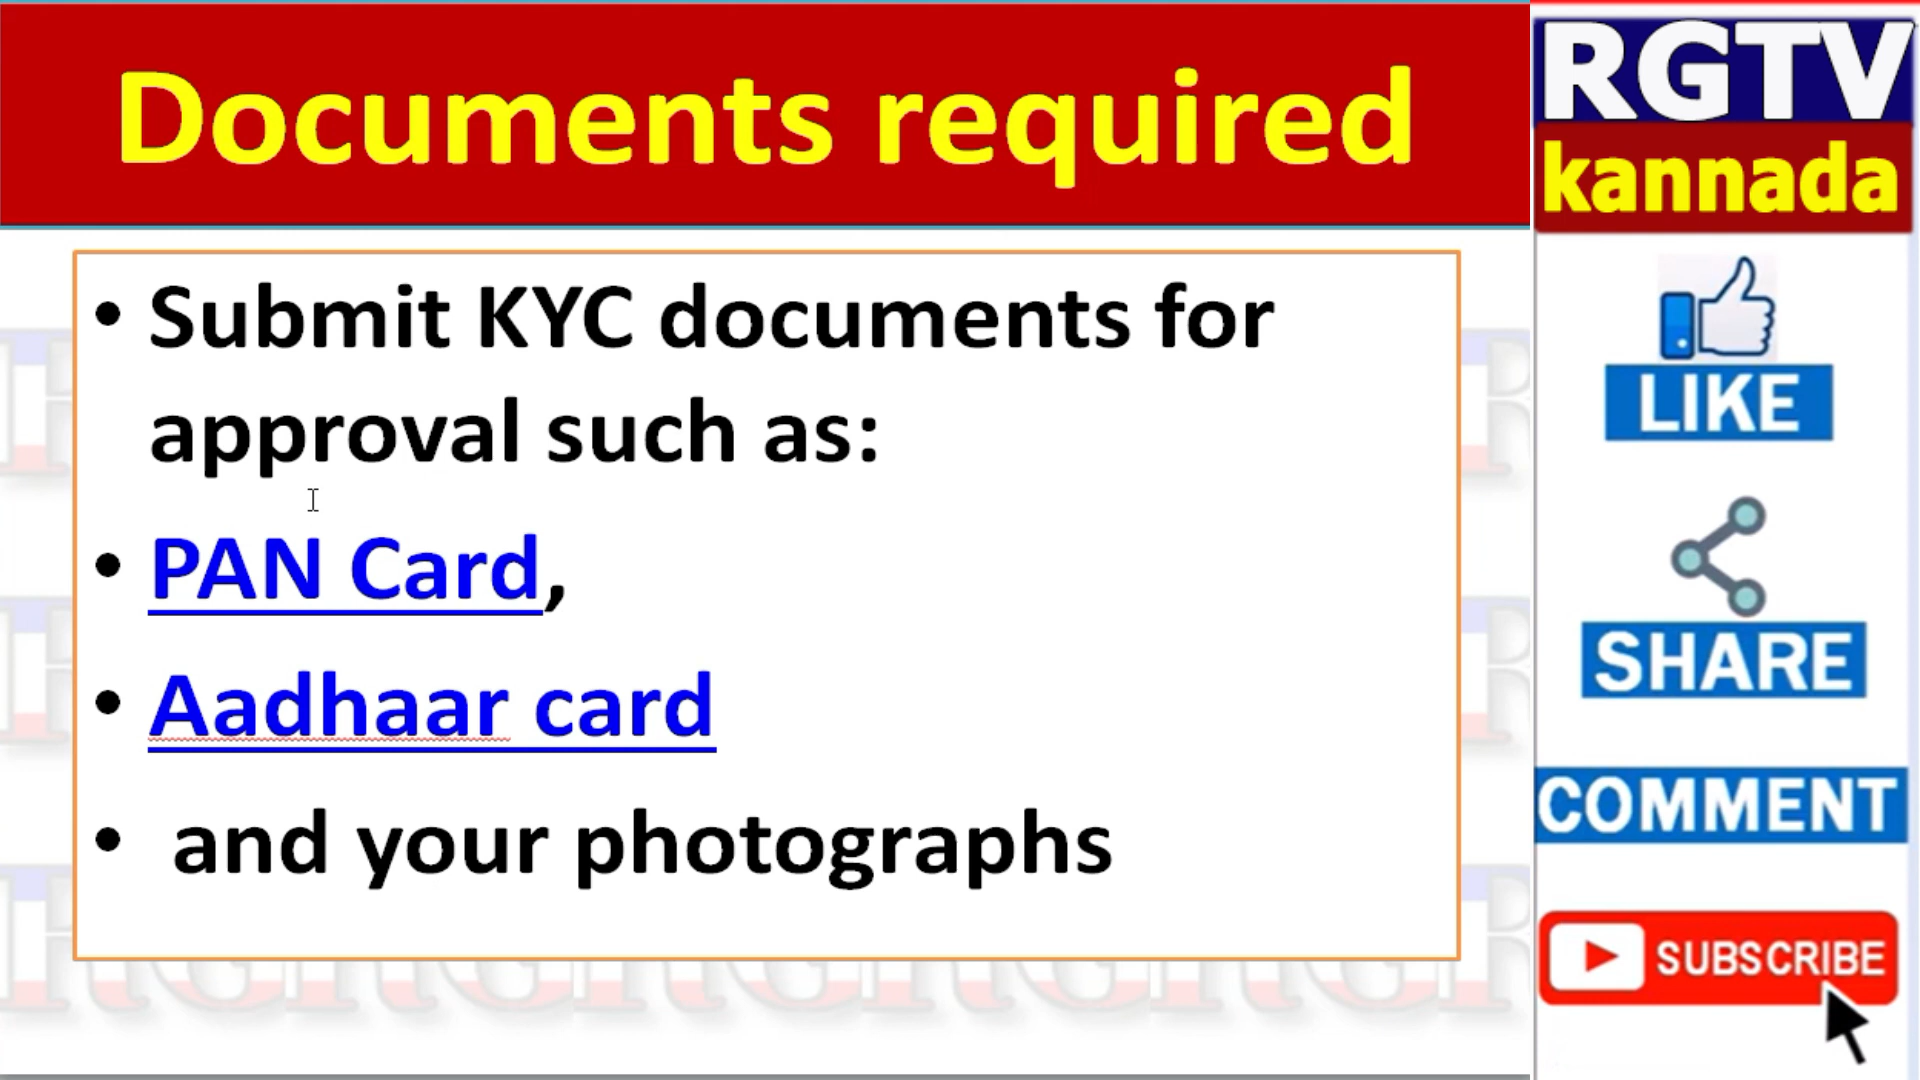 Documents required
• Submit KYC documents for
approval such as:
• PAN Card,
• Aadhaar card
• and your photographs
RGTV
kannada
LIKE
SHARE
COMMENT
SUBSCRIBE